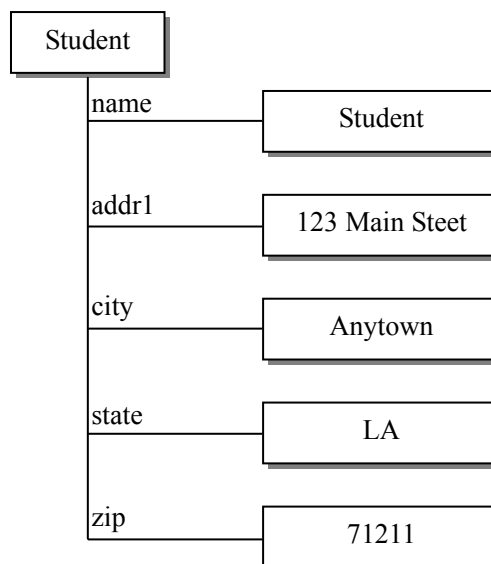 Student
name
Student
addr1
123 Main Steet
city
Anytown
state
LA
zip
71211